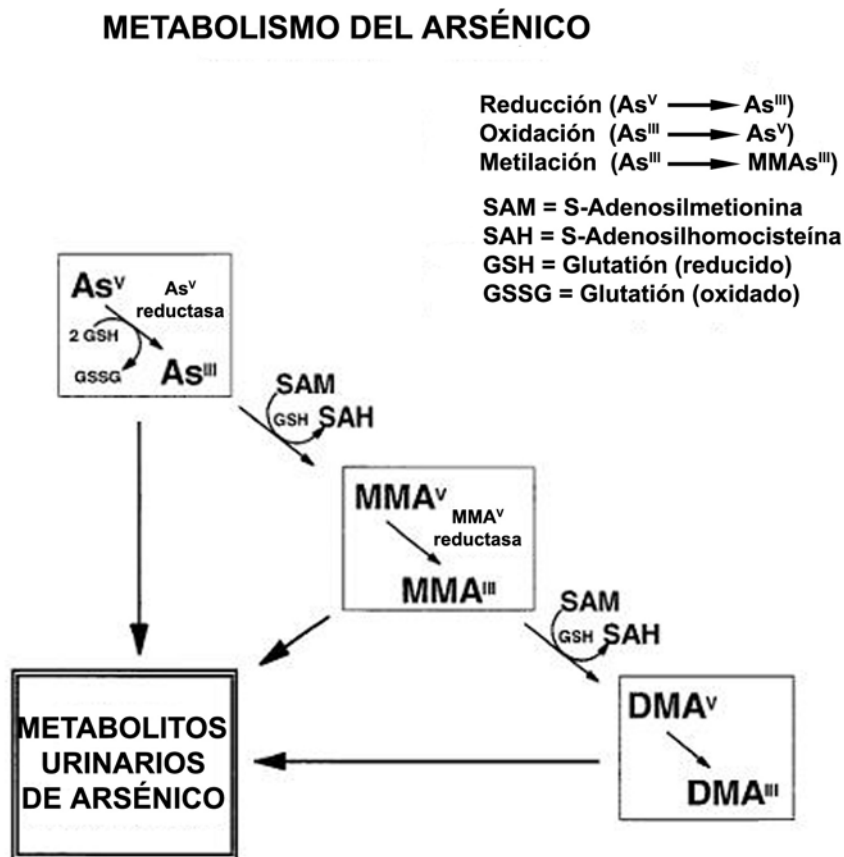 METABOLISMO DEL ARSÉNICO
Reducción (Asⱽ → Asᴵᴵᴵ)
Oxidación (Asᴵᴵᴵ → Asⱽ)
Metilación (Asᴵᴵᴵ → MMAsᴵᴵᴵ)
SAM = S-Adenosilmetionina
SAH = S-Adenosilhomocisteína
GSH = Glutatión (reducido)
GSSG = Glutatión (oxidado)
Asⱽ
Asⱽ
reductasa
2 GSH
GSSG
Asᴵᴵᴵ
SAM
GSH
SAH
MMAⱽ
MMAⱽ
reductasa
MMAᴵᴵᴵ
SAM
GSH
SAH
DMAⱽ
DMAᴵᴵᴵ
METABOLITOS
URINARIOS
DE ARSÉNICO